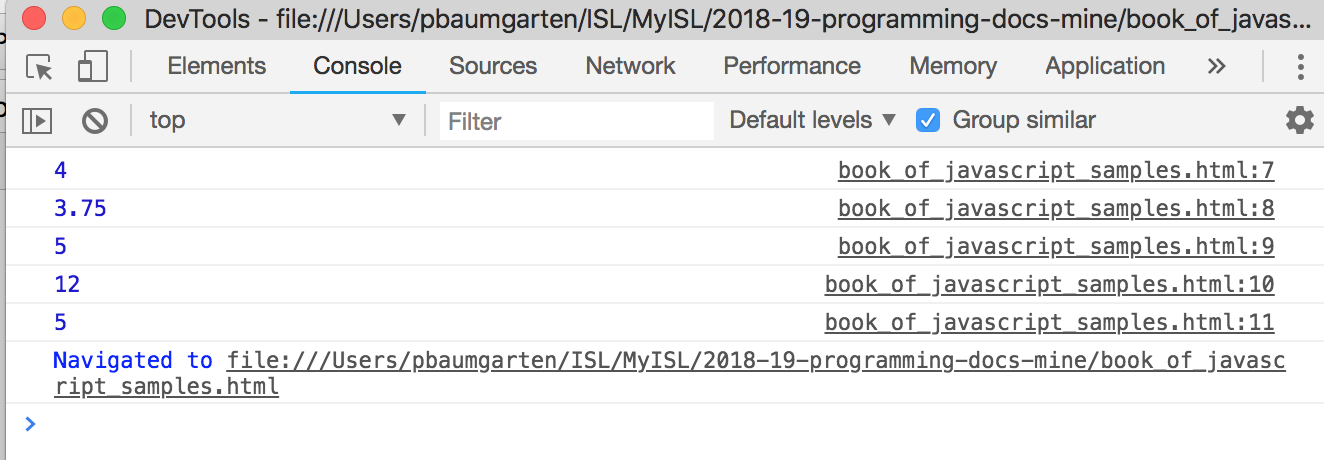 DevTools - file:///Users/pbaumgarten/ISL/MyISL/2018-19-programming-docs-mine/book_of_javas...
Elements Console Sources Network Performance Memory Application »
top ▼ Filter Default levels ▼ Group similar
4 book_of_javascript_samples.html:7
3.75 book_of_javascript_samples.html:8
5 book_of_javascript_samples.html:9
12 book_of_javascript_samples.html:10
5 book_of_javascript_samples.html:11
Navigated to file:///Users/pbaumgarten/ISL/MyISL/2018-19-programming-docs-mine/book_of_javasc
ript_samples.html
>